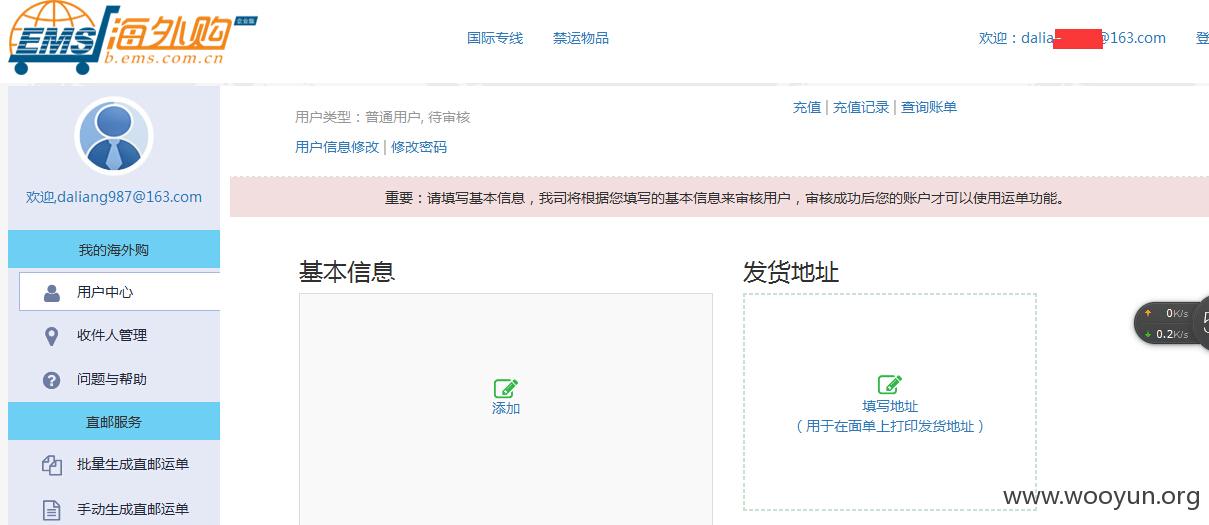 EMS 海外购 企业版
b.ems.com.cn
国际专线 禁运物品
欢迎：dalia @163.com 登
用户类型：普通用户, 待审核
充值 | 充值记录 | 查询账单
用户信息修改 | 修改密码
欢迎,daliang987@163.com
重要：请填写基本信息，我司将根据您填写的基本信息来审核用户，审核成功后您的账户才可以使用运单功能。
我的海外购
用户中心
收件人管理
问题与帮助
直邮服务
批量生成直邮运单
手动生成直邮运单
基本信息
添加
发货地址
填写地址
（用于在面单上打印发货地址）
0K/s
0.2K/s
www.wooyun.org